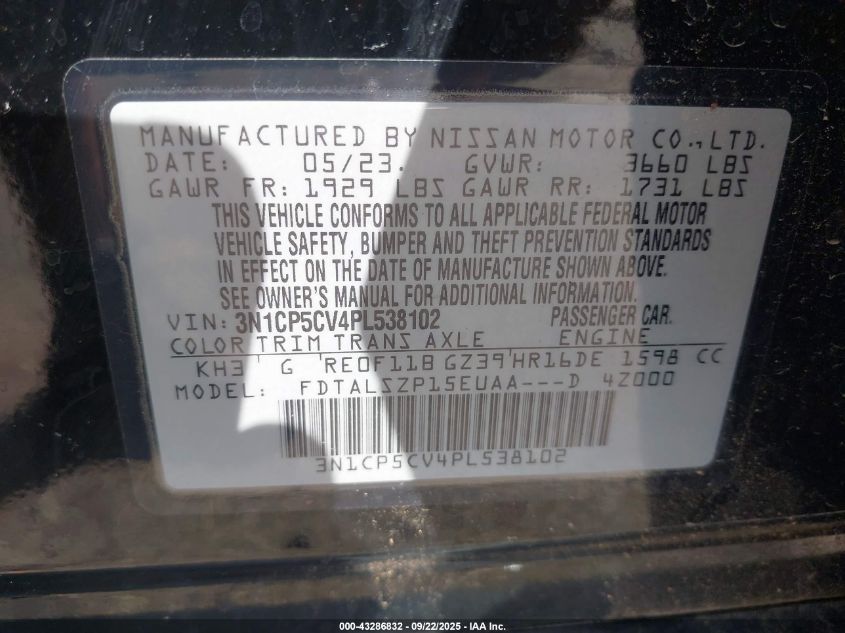 MANUFACTURED BY NISSAN MOTOR CO., LTD.
DATE: 05/23. GVWR: 3660 LBS
GAWR FR: 1929 LBS GAWR RR: 1731 LBS
THIS VEHICLE CONFORMS TO ALL APPLICABLE FEDERAL MOTOR
VEHICLE SAFETY, BUMPER AND THEFT PREVENTION STANDARDS
IN EFFECT ON THE DATE OF MANUFACTURE SHOWN ABOVE.
SEE OWNER'S MANUAL FOR ADDITIONAL INFORMATION.
VIN: 3N1CP5CV4PL538102 PASSENGER CAR.
COLOR TRIM TRANS AXLE ENGINE
KH3 ' G 'RE0F11B GZ39'HR16DE 1598 CC
MODEL: FDTALSZP15EUAA---D 4Z000
3N1CP5CV4PL538102
000-43286832 - 09/22/2025 - IAA Inc.